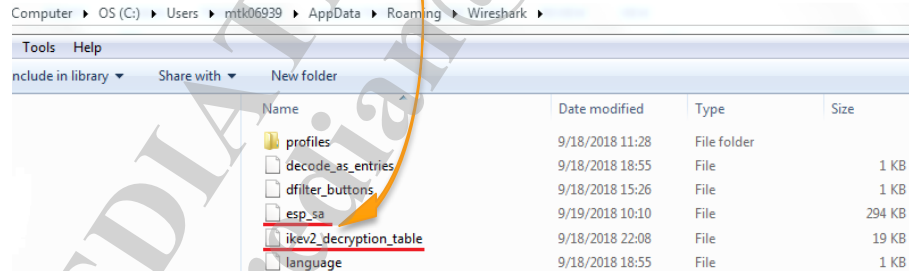 Computer ▸ OS (C:) ▸ Users ▸ mtk06939 ▸ AppData ▸ Roaming ▸ Wireshark ▸
Tools Help
nclude in library ▼ Share with ▼ New folder
Name Date modified Type Size
profiles 9/18/2018 11:28 File folder
decode_as_entries 9/18/2018 18:55 File 1 KB
dfilter_buttons 9/18/2018 15:26 File 1 KB
esp_sa 9/19/2018 10:10 File 294 KB
ikev2_decryption_table 9/18/2018 22:08 File 19 KB
language 9/18/2018 18:55 File 1 KB